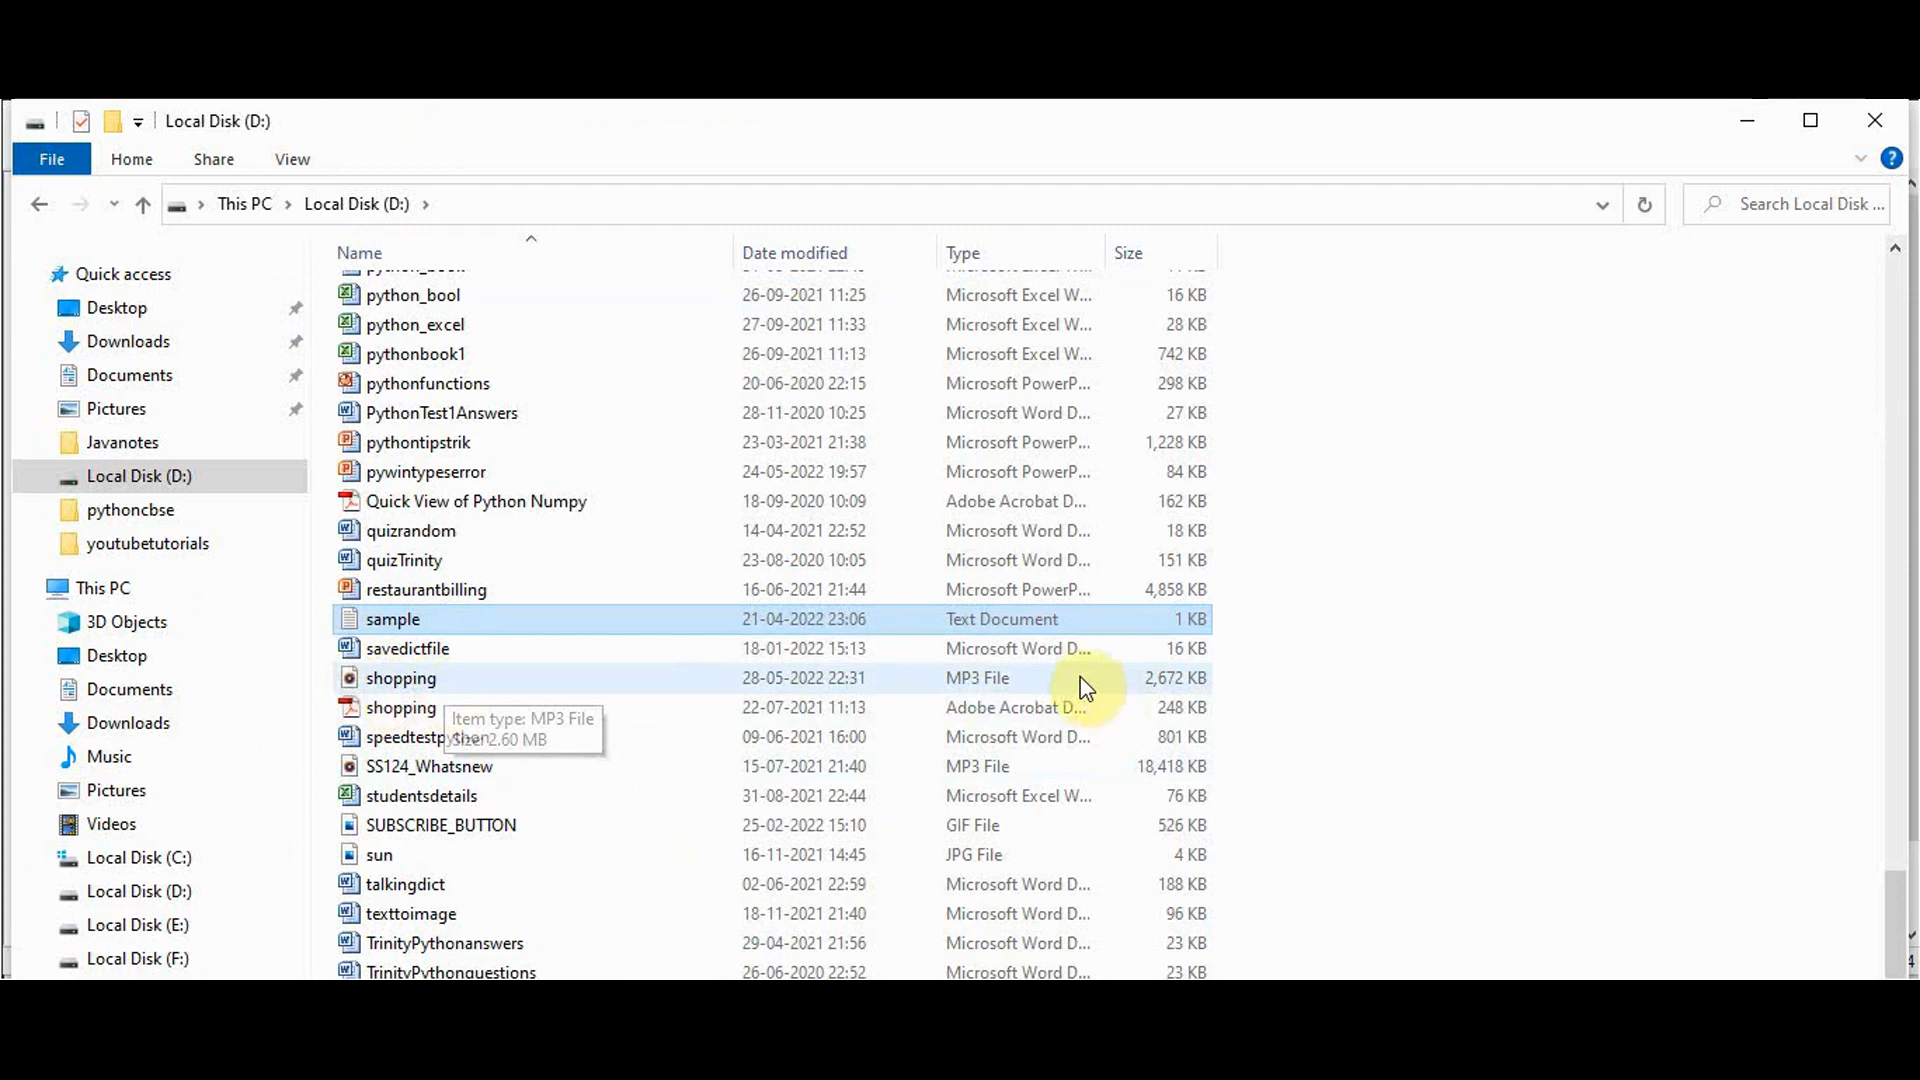 Local Disk (D:)
File Home Share View
This PC Local Disk (D:) Search Local Disk ...
Name Date modified Type Size
python_bool 26-09-2021 11:25 Microsoft Excel W... 16 KB
python_excel 27-09-2021 11:33 Microsoft Excel W... 28 KB
pythonbook1 26-09-2021 11:13 Microsoft Excel W... 742 KB
pythonfunctions 20-06-2020 22:15 Microsoft PowerP... 298 KB
PythonTest1Answers 28-11-2020 10:25 Microsoft Word D... 27 KB
pythontipstrik 23-03-2021 21:38 Microsoft PowerP... 1,228 KB
pywintypeserror 24-05-2022 19:57 Microsoft PowerP... 84 KB
Quick View of Python Numpy 18-09-2020 10:09 Adobe Acrobat D... 162 KB
quizrandom 14-04-2021 22:52 Microsoft Word D... 18 KB
quizTrinity 23-08-2020 10:05 Microsoft Word D... 151 KB
restaurantbilling 16-06-2021 21:44 Microsoft PowerP... 4,858 KB
sample 21-04-2022 23:06 Text Document 1 KB
savedictfile 18-01-2022 15:13 Microsoft Word D... 16 KB
shopping 28-05-2022 22:31 MP3 File 2,672 KB
shopping 22-07-2021 11:13 Adobe Acrobat D... 248 KB
speedtestpython 09-06-2021 16:00 Microsoft Word D... 801 KB
SS124_Whatsnew 15-07-2021 21:40 MP3 File 18,418 KB
studentsdetails 31-08-2021 22:44 Microsoft Excel W... 76 KB
SUBSCRIBE_BUTTON 25-02-2022 15:10 GIF File 526 KB
sun 16-11-2021 14:45 JPG File 4 KB
talkingdict 02-06-2021 22:59 Microsoft Word D... 188 KB
texttoimage 18-11-2021 21:40 Microsoft Word D... 96 KB
TrinityPythonanswers 29-04-2021 21:56 Microsoft Word D... 23 KB
TrinityPythonquestions 26-06-2020 22:52 Microsoft Word D... 23 KB
Item type: MP3 File
Size: 2.60 MB
Quick access
Desktop
Downloads
Documents
Pictures
Javanotes
Local Disk (D:)
pythoncbse
youtubetutorials
This PC
3D Objects
Desktop
Documents
Downloads
Music
Pictures
Videos
Local Disk (C:)
Local Disk (D:)
Local Disk (E:)
Local Disk (F:)